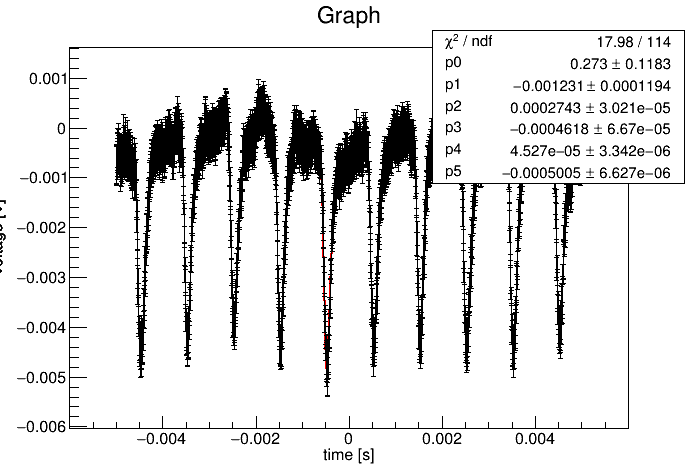 Graph
χ² / ndf 17.98 / 114
p0 0.273 ± 0.1183
p1 −0.001231 ± 0.0001194
p2 0.0002743 ± 3.021e−05
p3 −0.0004618 ± 6.67e−05
p4 4.527e−05 ± 3.342e−06
p5 −0.0005005 ± 6.627e−06
0.001
0
−0.001
−0.002
−0.003
−0.004
−0.005
−0.006
−0.004 −0.002 0 0.002 0.004
time [s]